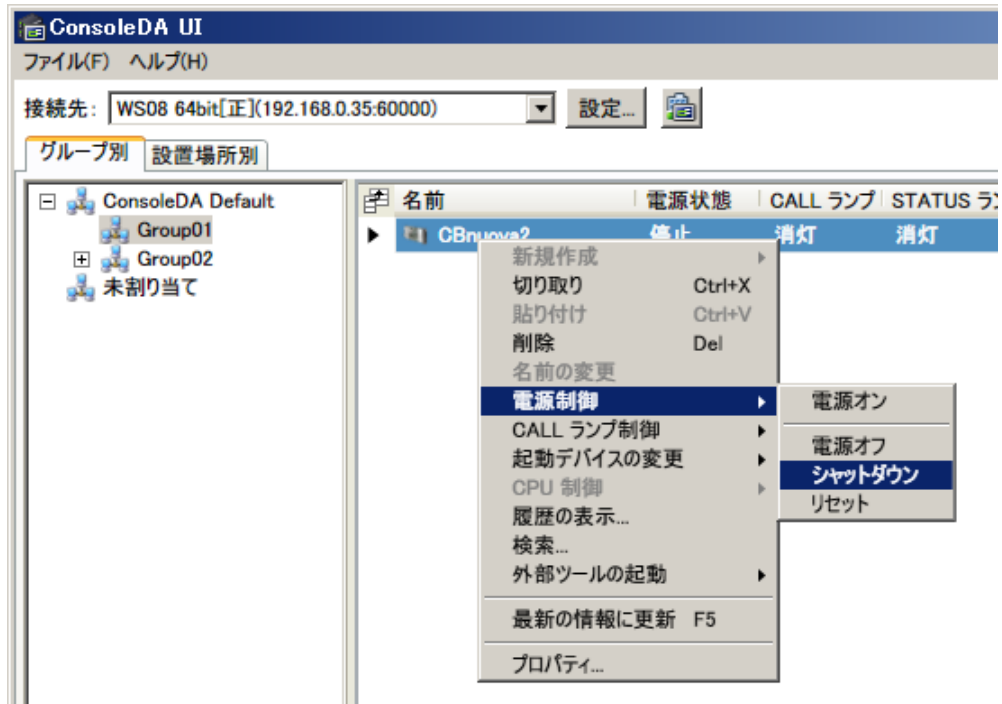 ConsoleDA UI
ファイル(F) ヘルプ(H)
接続先: WS08 64bit[正](192.168.0.35:60000) 設定...
グループ別 設置場所別
ConsoleDA Default
Group01
Group02
未割り当て
名前 電源状態 CALL ランプ STATUS ラン
CBnuova2 停止 消灯 消灯
新規作成
切り取り Ctrl+X
貼り付け Ctrl+V
削除 Del
名前の変更
電源制御
CALL ランプ制御
起動デバイスの変更
CPU 制御
履歴の表示...
検索...
外部ツールの起動
最新の情報に更新 F5
プロパティ...
電源オン
電源オフ
シャットダウン
リセット